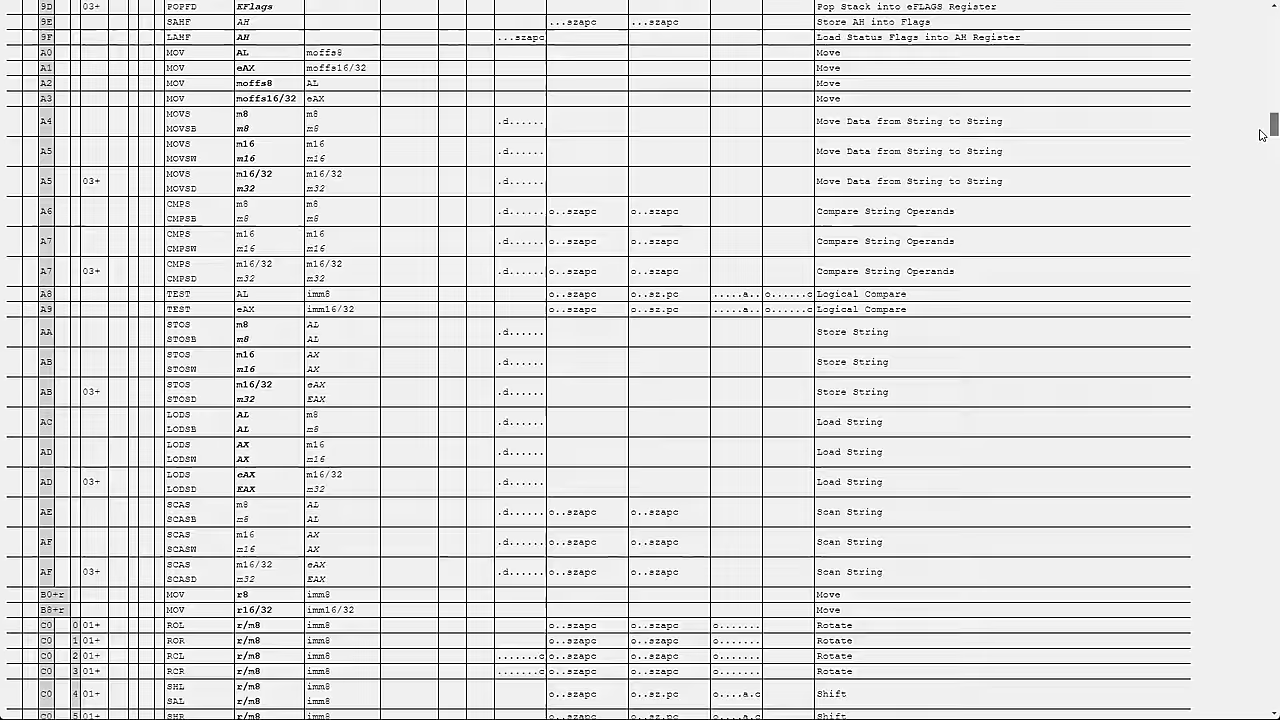 9D 03+ POPFD EFlags Pop Stack into eFLAGS Register
9E SAHF AH ...szapc ...szapc Store AH into Flags
9F LAHF AH ...szapc Load Status Flags into AH Register
A0 MOV AL moffs8 Move
A1 MOV eAX moffs16/32 Move
A2 MOV moffs8 AL Move
A3 MOV moffs16/32 eAX Move
A4 MOVS m8 m8 .d...... Move Data from String to String
MOVSB m8 m8
A5 MOVS m16 m16 .d...... Move Data from String to String
MOVSW m16 m16
A5 03+ MOVS m16/32 m16/32 .d...... Move Data from String to String
MOVSD m32 m32
A6 CMPS m8 m8 .d...... o..szapc o..szapc Compare String Operands
CMPSB m8 m8
A7 CMPS m16 m16 .d...... o..szapc o..szapc Compare String Operands
CMPSW m16 m16
A7 03+ CMPS m16/32 m16/32 .d...... o..szapc o..szapc Compare String Operands
CMPSD m32 m32
A8 TEST AL imm8 o..szapc o..sz.pc .....a.. o......c Logical Compare
A9 TEST eAX imm16/32 o..szapc o..sz.pc .....a.. o......c Logical Compare
AA STOS m8 AL .d...... Store String
STOSB m8 AL
AB STOS m16 AX .d...... Store String
STOSW m16 AX
AB 03+ STOS m16/32 eAX .d...... Store String
STOSD m32 EAX
AC LODS AL m8 .d...... Load String
LODSB AL m8
AD LODS AX m16 .d...... Load String
LODSW AX m16
AD 03+ LODS eAX m16/32 .d...... Load String
LODSD EAX m32
AE SCAS m8 AL .d...... o..szapc o..szapc Scan String
SCASB m8 AL
AF SCAS m16 AX .d...... o..szapc o..szapc Scan String
SCASW m16 AX
AF 03+ SCAS m16/32 eAX .d...... o..szapc o..szapc Scan String
SCASD m32 EAX
B0+r MOV r8 imm8 Move
B8+r MOV r16/32 imm16/32 Move
C0 0 01+ ROL r/m8 imm8 o..szapc o..szapc o....... Rotate
C0 1 01+ ROR r/m8 imm8 o..szapc o..szapc o....... Rotate
C0 2 01+ RCL r/m8 imm8 .......c o..szapc o..szapc o....... Rotate
C0 3 01+ RCR r/m8 imm8 .......c o..szapc o..szapc o....... Rotate
C0 4 01+ SHL r/m8 imm8 o..szapc o..sz.pc o....a.c Shift
SAL r/m8 imm8
C0 5 01+ SHR r/m8 imm8 o..szapc o..sz.pc o....a.c Shift